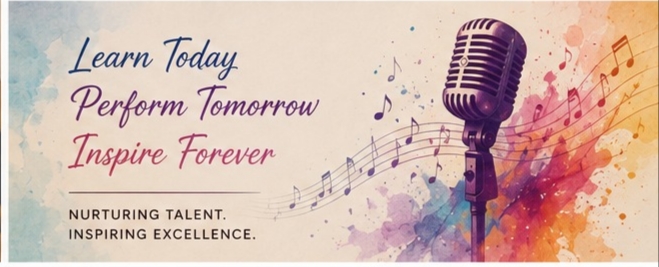 Learn Today
Perform Tomorrow
Inspire Forever
NURTURING TALENT.
INSPIRING EXCELLENCE.